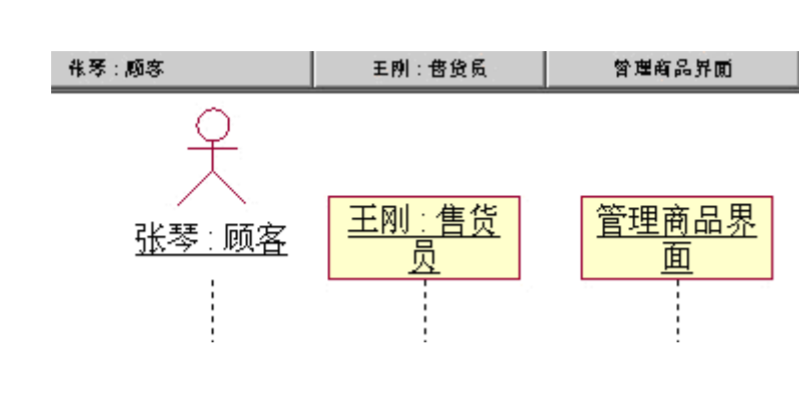 张琴：顾客
王刚：售货员
管理商品界面
张琴：顾客
王刚：售货
员
管理商品界
面